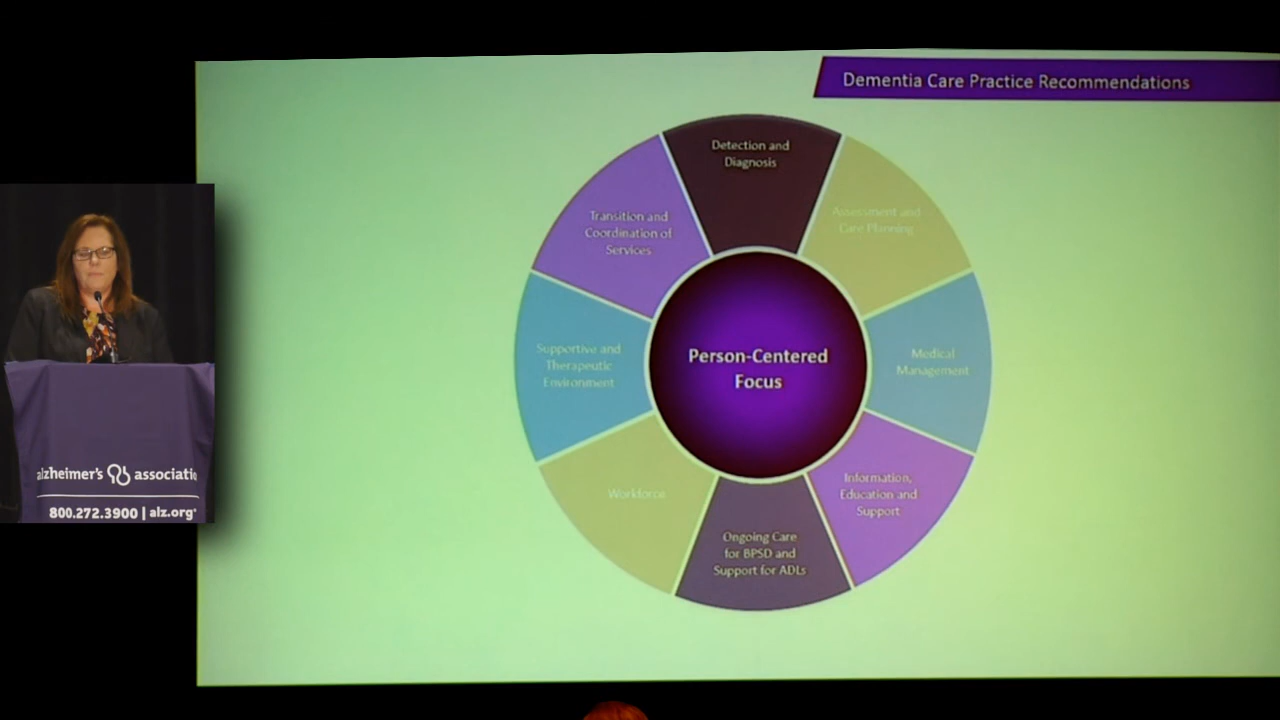 Dementia Care Practice Recommendations
Detection and
Diagnosis
Assessment and
Care Planning
Medical
Management
Information,
Education and
Support
Ongoing Care
for BPSD and
Support for ADLs
Workforce
Supportive and
Therapeutic
Environment
Transition and
Coordination of
Services
Person-Centered
Focus
alzheimer's associatio
800.272.3900 | alz.org®